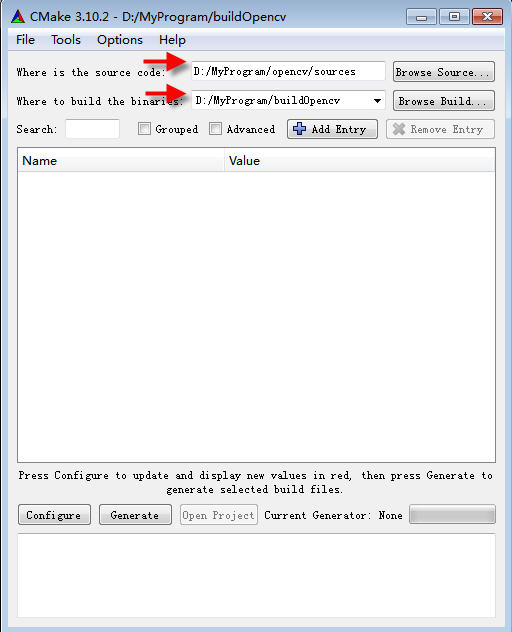 CMake 3.10.2 - D:/MyProgram/buildOpencv
File Tools Options Help
Where is the source code: D:/MyProgram/opencv/sources Browse Source...
Where to build the binaries: D:/MyProgram/buildOpencv Browse Build...
Search: Grouped Advanced Add Entry Remove Entry
Name Value
Press Configure to update and display new values in red, then press Generate to
generate selected build files.
Configure Generate Open Project Current Generator: None